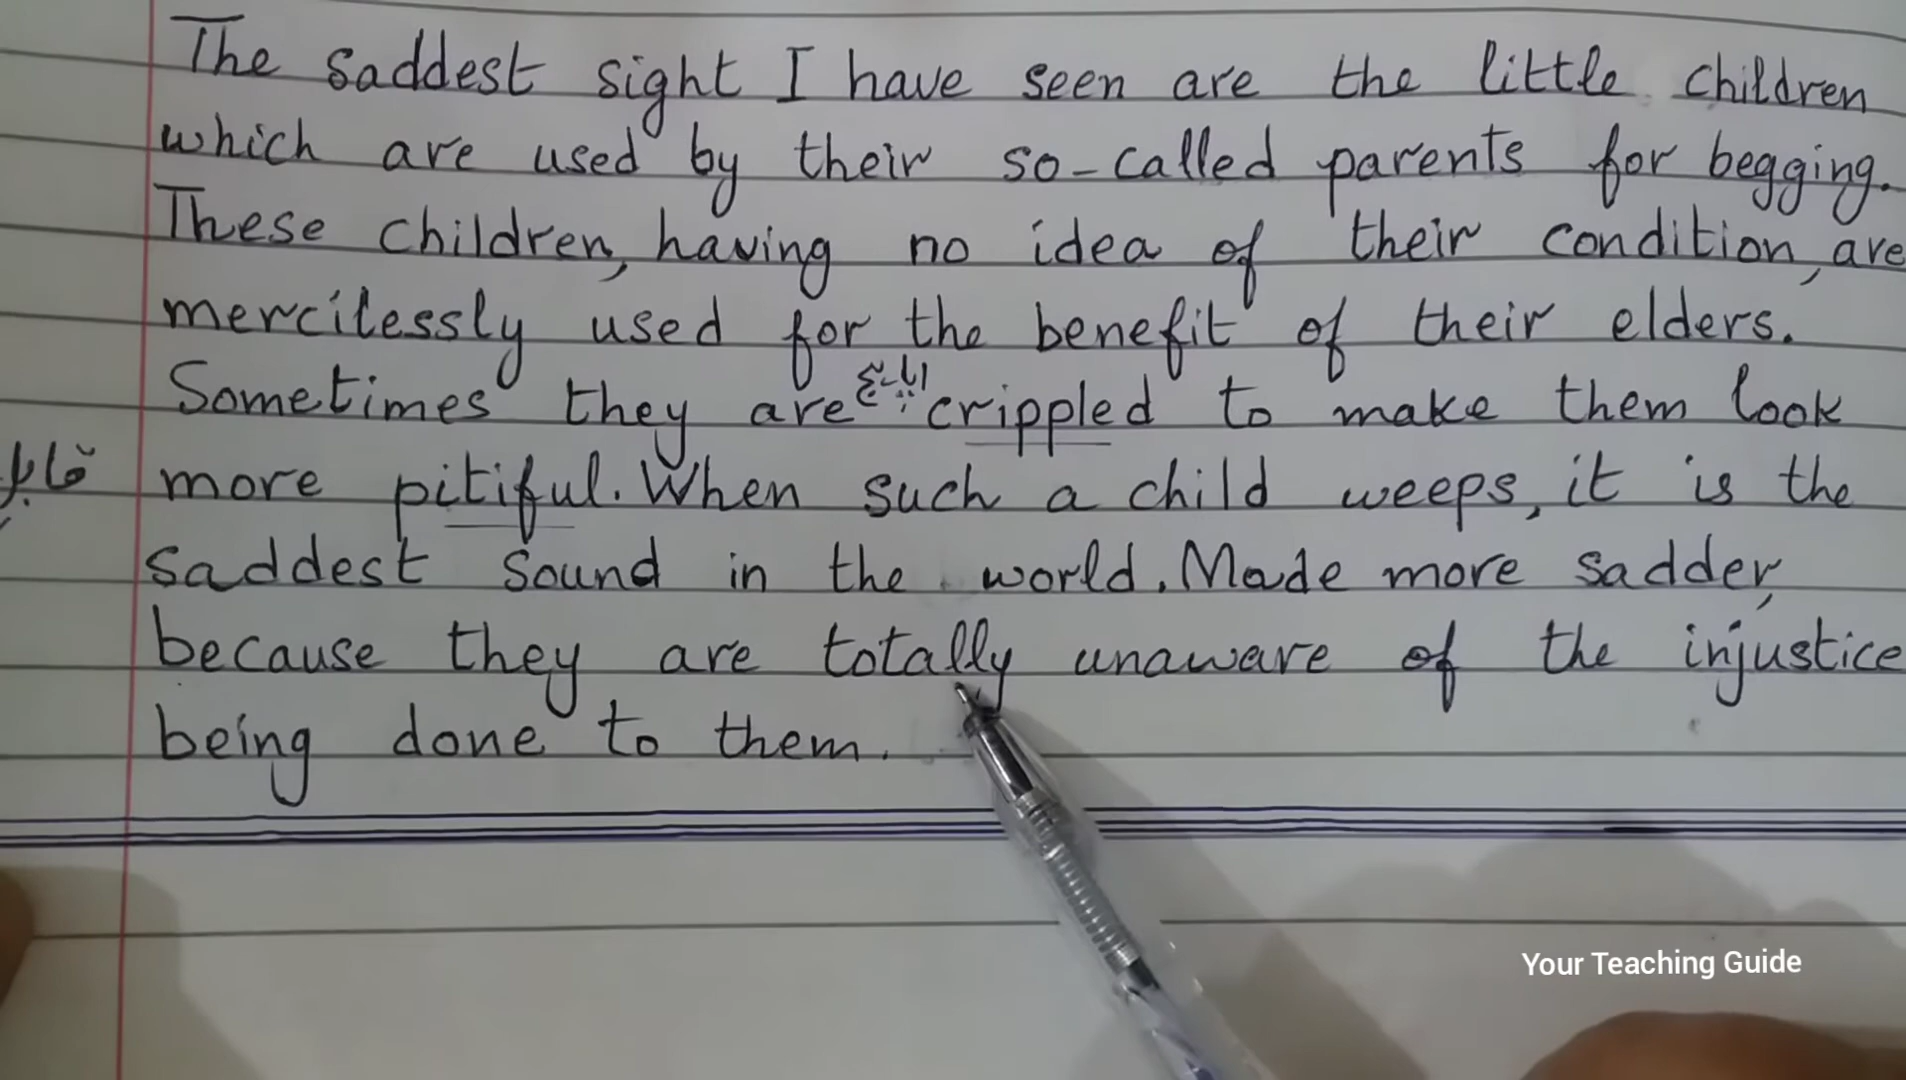 The saddest sight I have seen are the little children
which are used by their so-called parents for begging.
These children, having no idea of their condition, are
mercilessly used for the benefit of their elders.
اپاہج
Sometimes they are crippled to make them look
more pitiful. When such a child weeps, it is the
saddest sound in the world. Made more sadder,
because they are totally unaware of the injustice
being done to them.
Your Teaching Guide